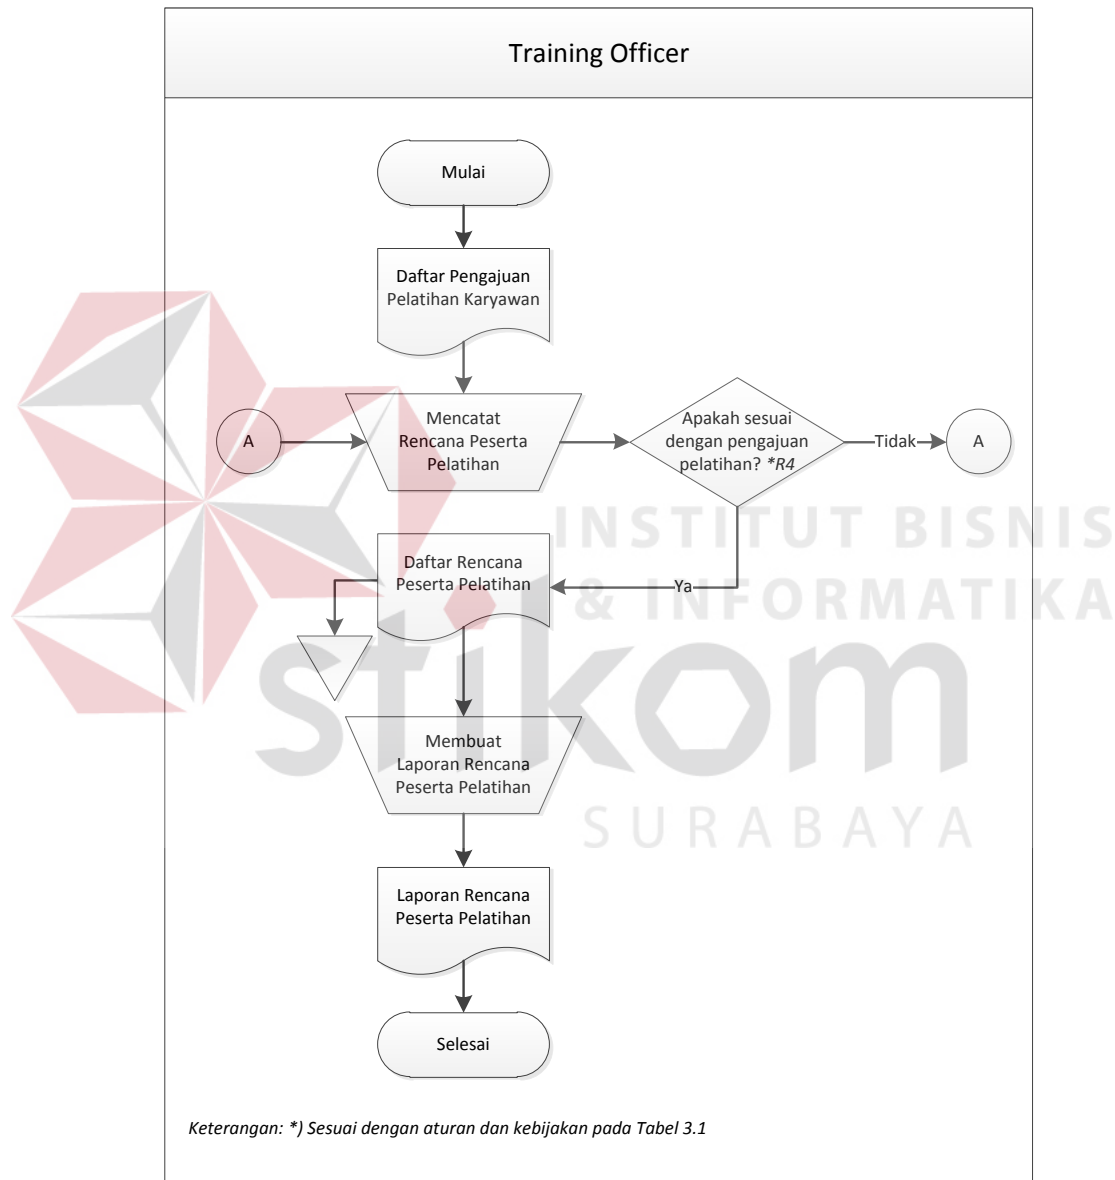 Training Officer
Mulai
Daftar Pengajuan
Pelatihan Karyawan
A
Mencatat
Rencana Peserta
Pelatihan
Apakah sesuai
dengan pengajuan
pelatihan? *R4
Tidak
A
Ya
Daftar Rencana
Peserta Pelatihan
Membuat
Laporan Rencana
Peserta Pelatihan
Laporan Rencana
Peserta Pelatihan
Selesai
Keterangan: *) Sesuai dengan aturan dan kebijakan pada Tabel 3.1
INSTITUT BISNIS
& INFORMATIKA
stikom
SURABAYA